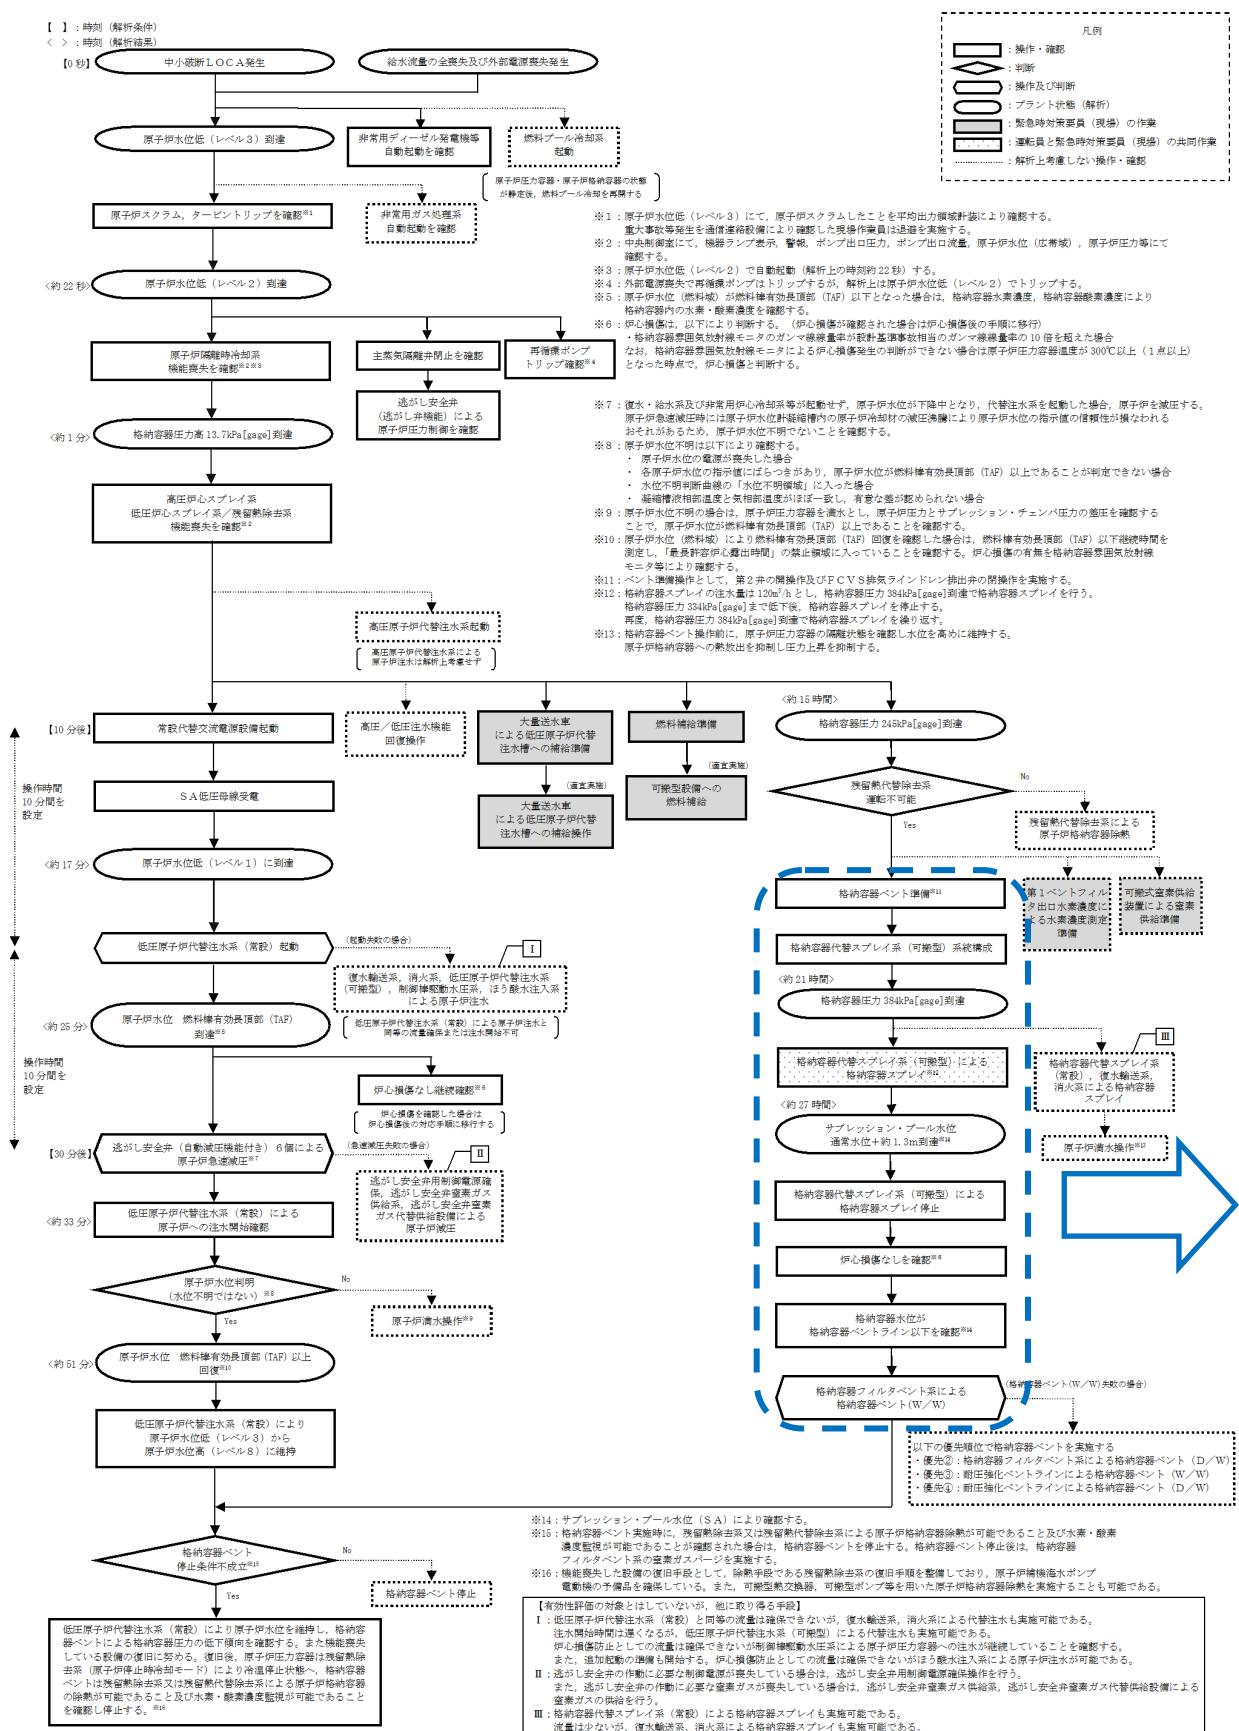 【　】：時刻（解析条件）
〈　〉：時刻（解析結果）
凡例
：操作・確認
：判断
：操作及び判断
：プラント状態（解析）
：緊急時対策要員（現場）の作業
：運転員と緊急時対策要員（現場）の共同作業
：解析上考慮しない操作・確認
【0秒】
中小破断ＬＯＣＡ発生
給水流量の全喪失及び外部電源喪失発生
原子炉水位低（レベル３）到達
非常用ディーゼル発電機等
自動起動を確認
燃料プール冷却系
起動
原子炉圧力容器・原子炉格納容器の状態
が静定後，燃料プール冷却を再開する
原子炉スクラム，タービントリップを確認※1
非常用ガス処理系
自動起動を確認
〈約22秒〉
原子炉水位低（レベル２）到達
原子炉隔離時冷却系
機能喪失を確認※2※3
主蒸気隔離弁閉止を確認
再循環ポンプ
トリップ確認※4
逃がし安全弁
（逃がし弁機能）による
原子炉圧力制御を確認
〈約1分〉
格納容器圧力高13.7kPa[gage]到達
高圧炉心スプレイ系
低圧炉心スプレイ系／残留熱除去系
機能喪失を確認※2
高圧原子炉代替注水系起動
高圧原子炉代替注水系による
原子炉注水は解析上考慮せず
※１：原子炉水位低（レベル３）にて，原子炉スクラムしたことを平均出力領域計装により確認する。
重大事故等発生を通信連絡設備により確認した現場作業員は退避を実施する。
※２：中央制御室にて，機器ランプ表示，警報，ポンプ出口圧力，ポンプ出口流量，原子炉水位（広帯域），原子炉圧力等にて
確認する。
※３：原子炉水位低（レベル２）で自動起動（解析上の時刻約22秒）する。
※４：外部電源喪失で再循環ポンプはトリップするが，解析上は原子炉水位低（レベル２）でトリップする。
※５：原子炉水位（燃料域）が燃料棒有効長頂部（TAF）以下となった場合は，格納容器水素濃度，格納容器酸素濃度により
格納容器内の水素・酸素濃度を確認する。
※６：炉心損傷は，以下により判断する。（炉心損傷が確認された場合は炉心損傷後の手順に移行）
・格納容器雰囲気放射線モニタのガンマ線線量率が設計基準事故相当のガンマ線線量率の10倍を超えた場合
なお，格納容器雰囲気放射線モニタによる炉心損傷発生の判断ができない場合は原子炉圧力容器温度が300℃以上（１点以上）
となった時点で，炉心損傷と判断する。
※７：復水・給水系及び非常用炉心冷却系等が起動せず，原子炉水位が下降中となり，代替注水系を起動した場合，原子炉を減圧する。
原子炉急速減圧時には原子炉水位計凝縮槽内の原子炉冷却材の減圧沸騰により原子炉水位の指示値の信頼性が損なわれる
おそれがあるため，原子炉水位不明でないことを確認する。
※８：原子炉水位不明は以下により確認する。
・　原子炉水位の電源が喪失した場合
・　各原子炉水位の指示値にばらつきがあり，原子炉水位が燃料棒有効長頂部（TAF）以上であることが判定できない場合
・　水位不明判断曲線の「水位不明領域」に入った場合
・　凝縮槽液相部温度と気相部温度がほぼ一致し，有意な差が認められない場合
※９：原子炉水位不明の場合は，原子炉圧力容器を満水とし，原子炉圧力とサプレッション・チェンバ圧力の差圧を確認する
ことで，原子炉水位が燃料棒有効長頂部（TAF）以上であることを確認する。
※10：原子炉水位（燃料域）により燃料棒有効長頂部（TAF）回復を確認した場合は，燃料棒有効長頂部（TAF）以下継続時間を
測定し，「最長許容炉心露出時間」の禁止領域に入っていることを確認する。炉心損傷の有無を格納容器雰囲気放射線
モニタ等により確認する。
※11：ベント準備操作として，第２弁の開操作及びＦＣＶＳ排気ラインドレン排出弁の閉操作を実施する。
※12：格納容器スプレイの注水量は120m³/hとし，格納容器圧力384kPa[gage]到達で格納容器スプレイを行う。
格納容器圧力334kPa[gage]まで低下後，格納容器スプレイを停止する。
再度，格納容器圧力384kPa[gage]到達で格納容器スプレイを繰り返す。
※13：格納容器ベント操作前に，原子炉圧力容器の隔離状態を確認し水位を高めに維持する。
原子炉格納容器への熱放出を抑制し圧力上昇を抑制する。
【10分後】
常設代替交流電源設備起動
高圧／低圧注水機能
回復操作
大量送水車
による低圧原子炉代替
注水槽への補給準備
燃料補給準備
〈約15時間〉
格納容器圧力245kPa[gage]到達
操作時間
10分間を
設定
ＳＡ低圧母線受電
（適宜実施）
大量送水車
による低圧原子炉代替
注水槽への補給操作
（適宜実施）
可搬型設備への
燃料補給
残留熱代替除去系
運転不可能
No
Yes
残留熱代替除去系による
原子炉格納容器除熱
〈約17分〉
原子炉水位低（レベル１）に到達
格納容器ベント準備※11
第１ベントフィル
タ出口水素濃度に
よる水素濃度測定
準備
可搬式窒素供給
装置による窒素
供給準備
低圧原子炉代替注水系（常設）起動
（起動失敗の場合）
Ⅰ
復水輸送系，消火系，低圧原子炉代替注水系
（可搬型），制御棒駆動水圧系，ほう酸水注入系
による原子炉注水
低圧原子炉代替注水系（常設）による原子炉注水と
同等の流量確保または注水開始不可
格納容器代替スプレイ系（可搬型）系統構成
〈約21時間〉
格納容器圧力384kPa[gage]到達
〈約25分〉
原子炉水位　燃料棒有効長頂部（TAF）
到達※5
操作時間
10分間を
設定
炉心損傷なし継続確認※6
炉心損傷を確認した場合は
炉心損傷後の対応手順に移行する
格納容器代替スプレイ系（可搬型）による
格納容器スプレイ※12
Ⅲ
格納容器代替スプレイ系
（常設），復水輸送系，
消火系による格納容器
スプレイ
〈約27時間〉
サプレッション・プール水位
通常水位＋約1.3m到達※14
原子炉満水操作※13
【30分後】
逃がし安全弁（自動減圧機能付き）６個による
原子炉急速減圧※7
（急速減圧失敗の場合）
Ⅱ
逃がし安全弁用制御電源確
保，逃がし安全弁窒素ガス
供給系，逃がし安全弁窒素
ガス代替供給設備による
原子炉減圧
格納容器代替スプレイ系（可搬型）による
格納容器スプレイ停止
〈約33分〉
低圧原子炉代替注水系（常設）による
原子炉への注水開始確認
炉心損傷なしを確認※6
原子炉水位判明
（水位不明ではない）※8
No
Yes
原子炉満水操作※9
格納容器水位が
格納容器ベントライン以下を確認※14
〈約51分〉
原子炉水位　燃料棒有効長頂部（TAF）以上
回復※10
格納容器フィルタベント系による
格納容器ベント（Ｗ／Ｗ）
（格納容器ベント（Ｗ／Ｗ）失敗の場合）
低圧原子炉代替注水系（常設）により
原子炉水位低（レベル３）から
原子炉水位高（レベル８）に維持
以下の優先順位で格納容器ベントを実施する
・優先②：格納容器フィルタベント系による格納容器ベント（Ｄ／Ｗ）
・優先③：耐圧強化ベントラインによる格納容器ベント（Ｗ／Ｗ）
・優先④：耐圧強化ベントラインによる格納容器ベント（Ｄ／Ｗ）
格納容器ベント
停止条件不成立※15
No
Yes
格納容器ベント停止
※14：サプレッション・プール水位（ＳＡ）により確認する。
※15：格納容器ベント実施時に，残留熱除去系又は残留熱代替除去系による原子炉格納容器除熱が可能であること及び水素・酸素
濃度監視が可能であることが確認された場合は，格納容器ベントを停止する。格納容器ベント停止後は，格納容器
フィルタベント系の窒素ガスパージを実施する。
※16：機能喪失した設備の復旧手段として，除熱手段である残留熱除去系の復旧手順を整備しており，原子炉補機海水ポンプ
電動機の予備品を確保している。また，可搬型熱交換器，可搬型ポンプ等を用いた原子炉格納容器除熱を実施することも可能である。
低圧原子炉代替注水系（常設）により原子炉水位を維持し，格納容
器ベントによる格納容器圧力の低下傾向を確認する。また機能喪失
している設備の復旧に努める。復旧後，原子炉圧力容器は残留熱除
去系（原子炉停止時冷却モード）により冷温停止状態へ，格納容器
ベントは残留熱除去系又は残留熱代替除去系による原子炉格納容器
の除熱が可能であること及び水素・酸素濃度監視が可能であること
を確認し停止する。※16
【有効性評価の対象とはしていないが，他に取り得る手段】
Ⅰ：低圧原子炉代替注水系（常設）と同等の流量は確保できないが，復水輸送系，消火系による代替注水も実施可能である。
注水開始時間は遅くなるが，低圧原子炉代替注水系（可搬型）による代替注水も実施可能である。
炉心損傷防止としての流量は確保できないが制御棒駆動水圧系による原子炉圧力容器への注水が継続していることを確認する。
また，追加起動の準備も開始する。炉心損傷防止としての流量は確保できないがほう酸水注入系による原子炉注水が可能である。
Ⅱ：逃がし安全弁の作動に必要な制御電源が喪失している場合は，逃がし安全弁用制御電源確保操作を行う。
また，逃がし安全弁の作動に必要な窒素ガスが喪失している場合は，逃がし安全弁窒素ガス供給系，逃がし安全弁窒素ガス代替供給設備による
窒素ガスの供給を行う。
Ⅲ：格納容器代替スプレイ系（常設）による格納容器スプレイも実施可能である。
流量は少ないが，復水輸送系，消火系による格納容器スプレイも実施可能である。